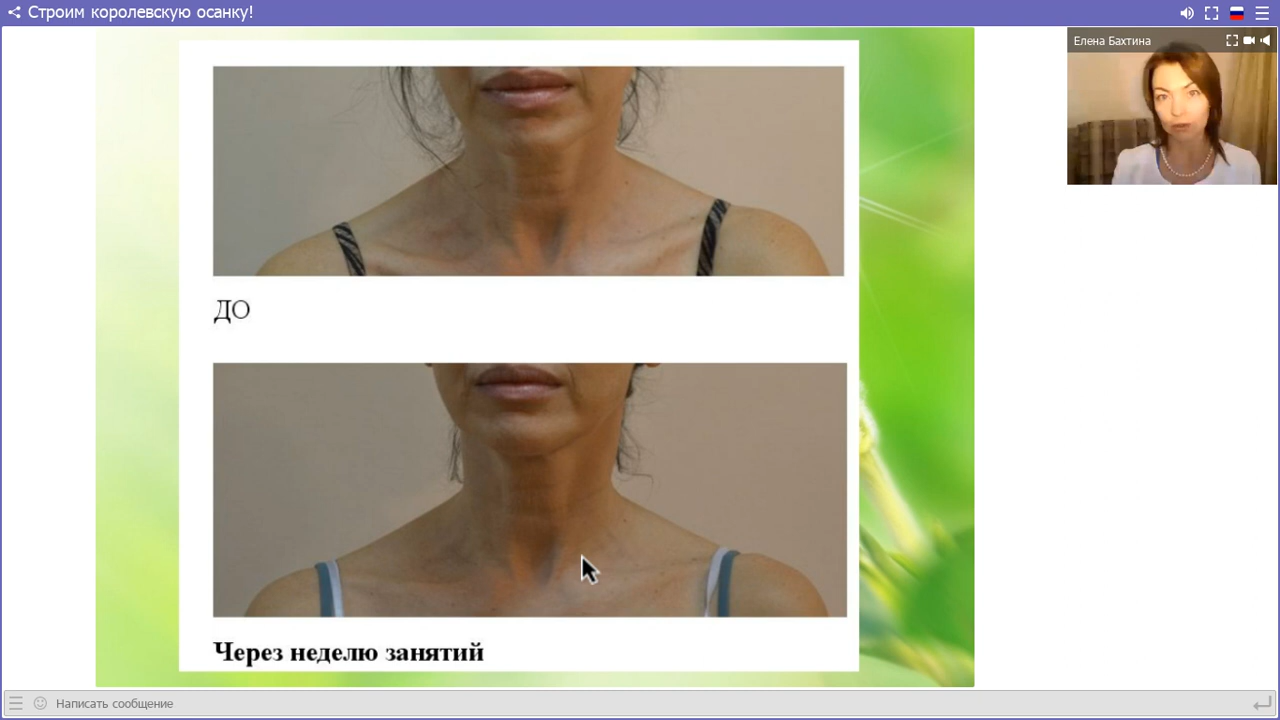 Строим королевскую осанку!
Елена Бахтина
ДО
Через неделю занятий
Написать сообщение